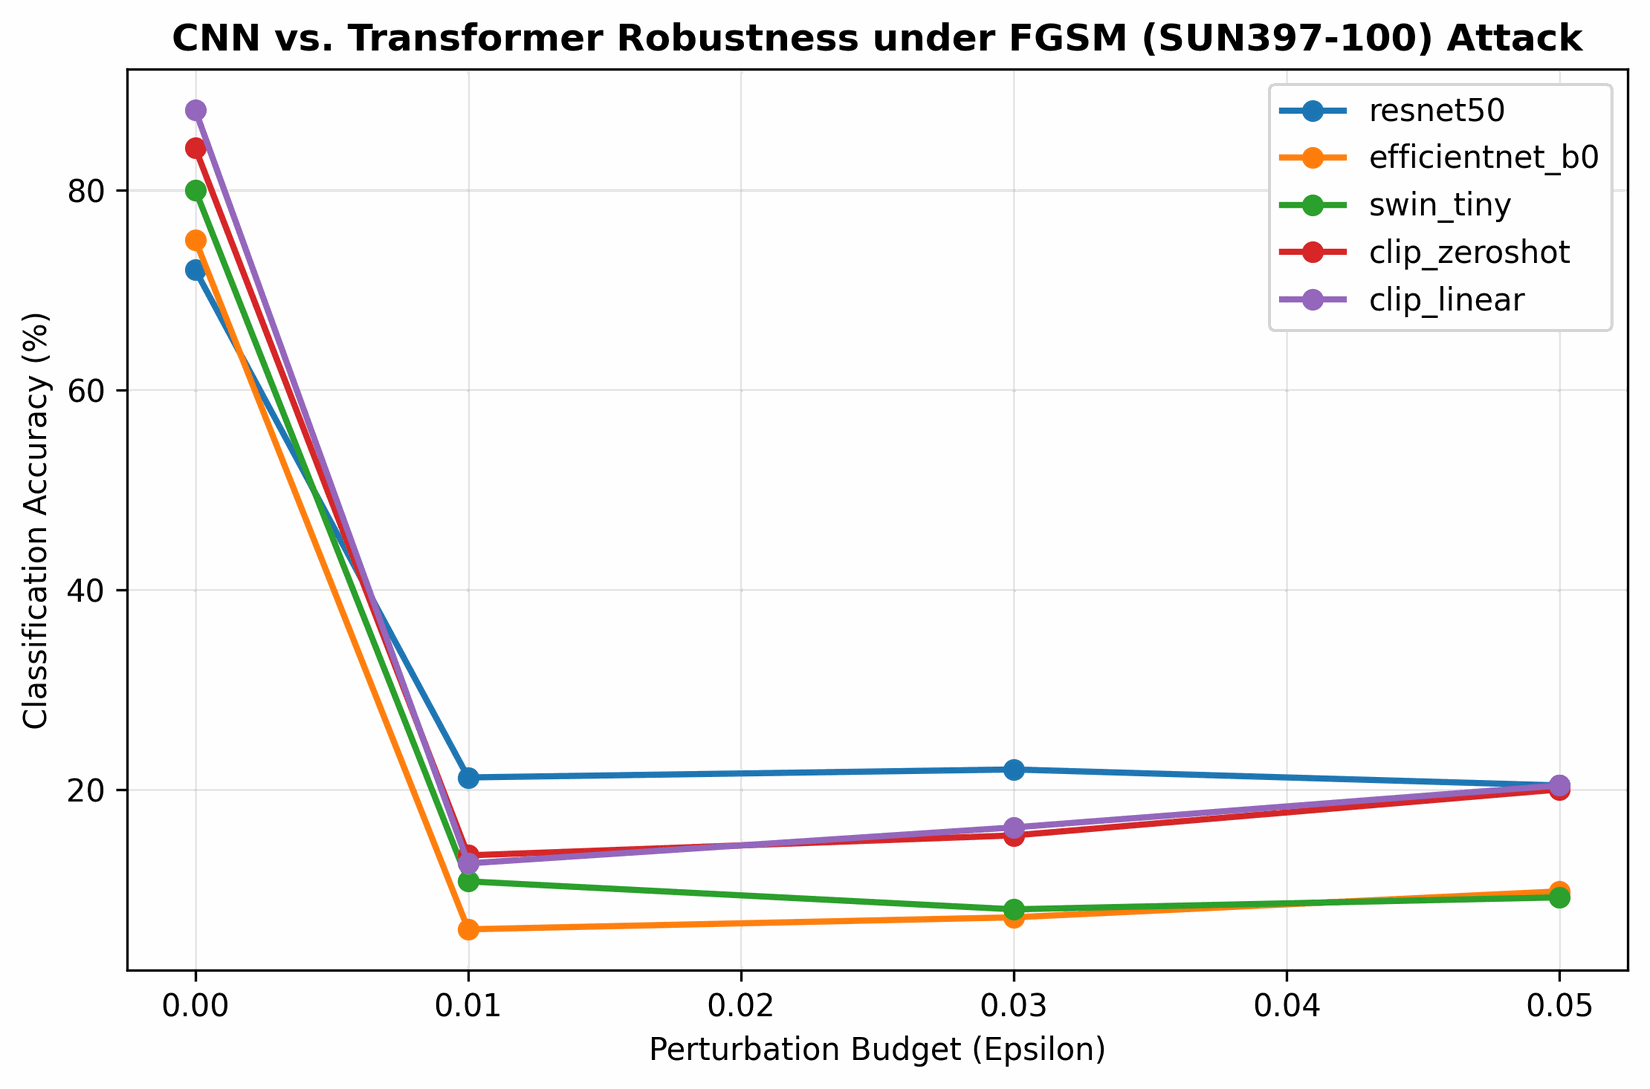 CNN vs. Transformer Robustness under FGSM (SUN397-100) Attack
resnet50
efficientnet_b0
swin_tiny
clip_zeroshot
clip_linear
Classification Accuracy (%)
80
60
40
20
0.00 0.01 0.02 0.03 0.04 0.05
Perturbation Budget (Epsilon)